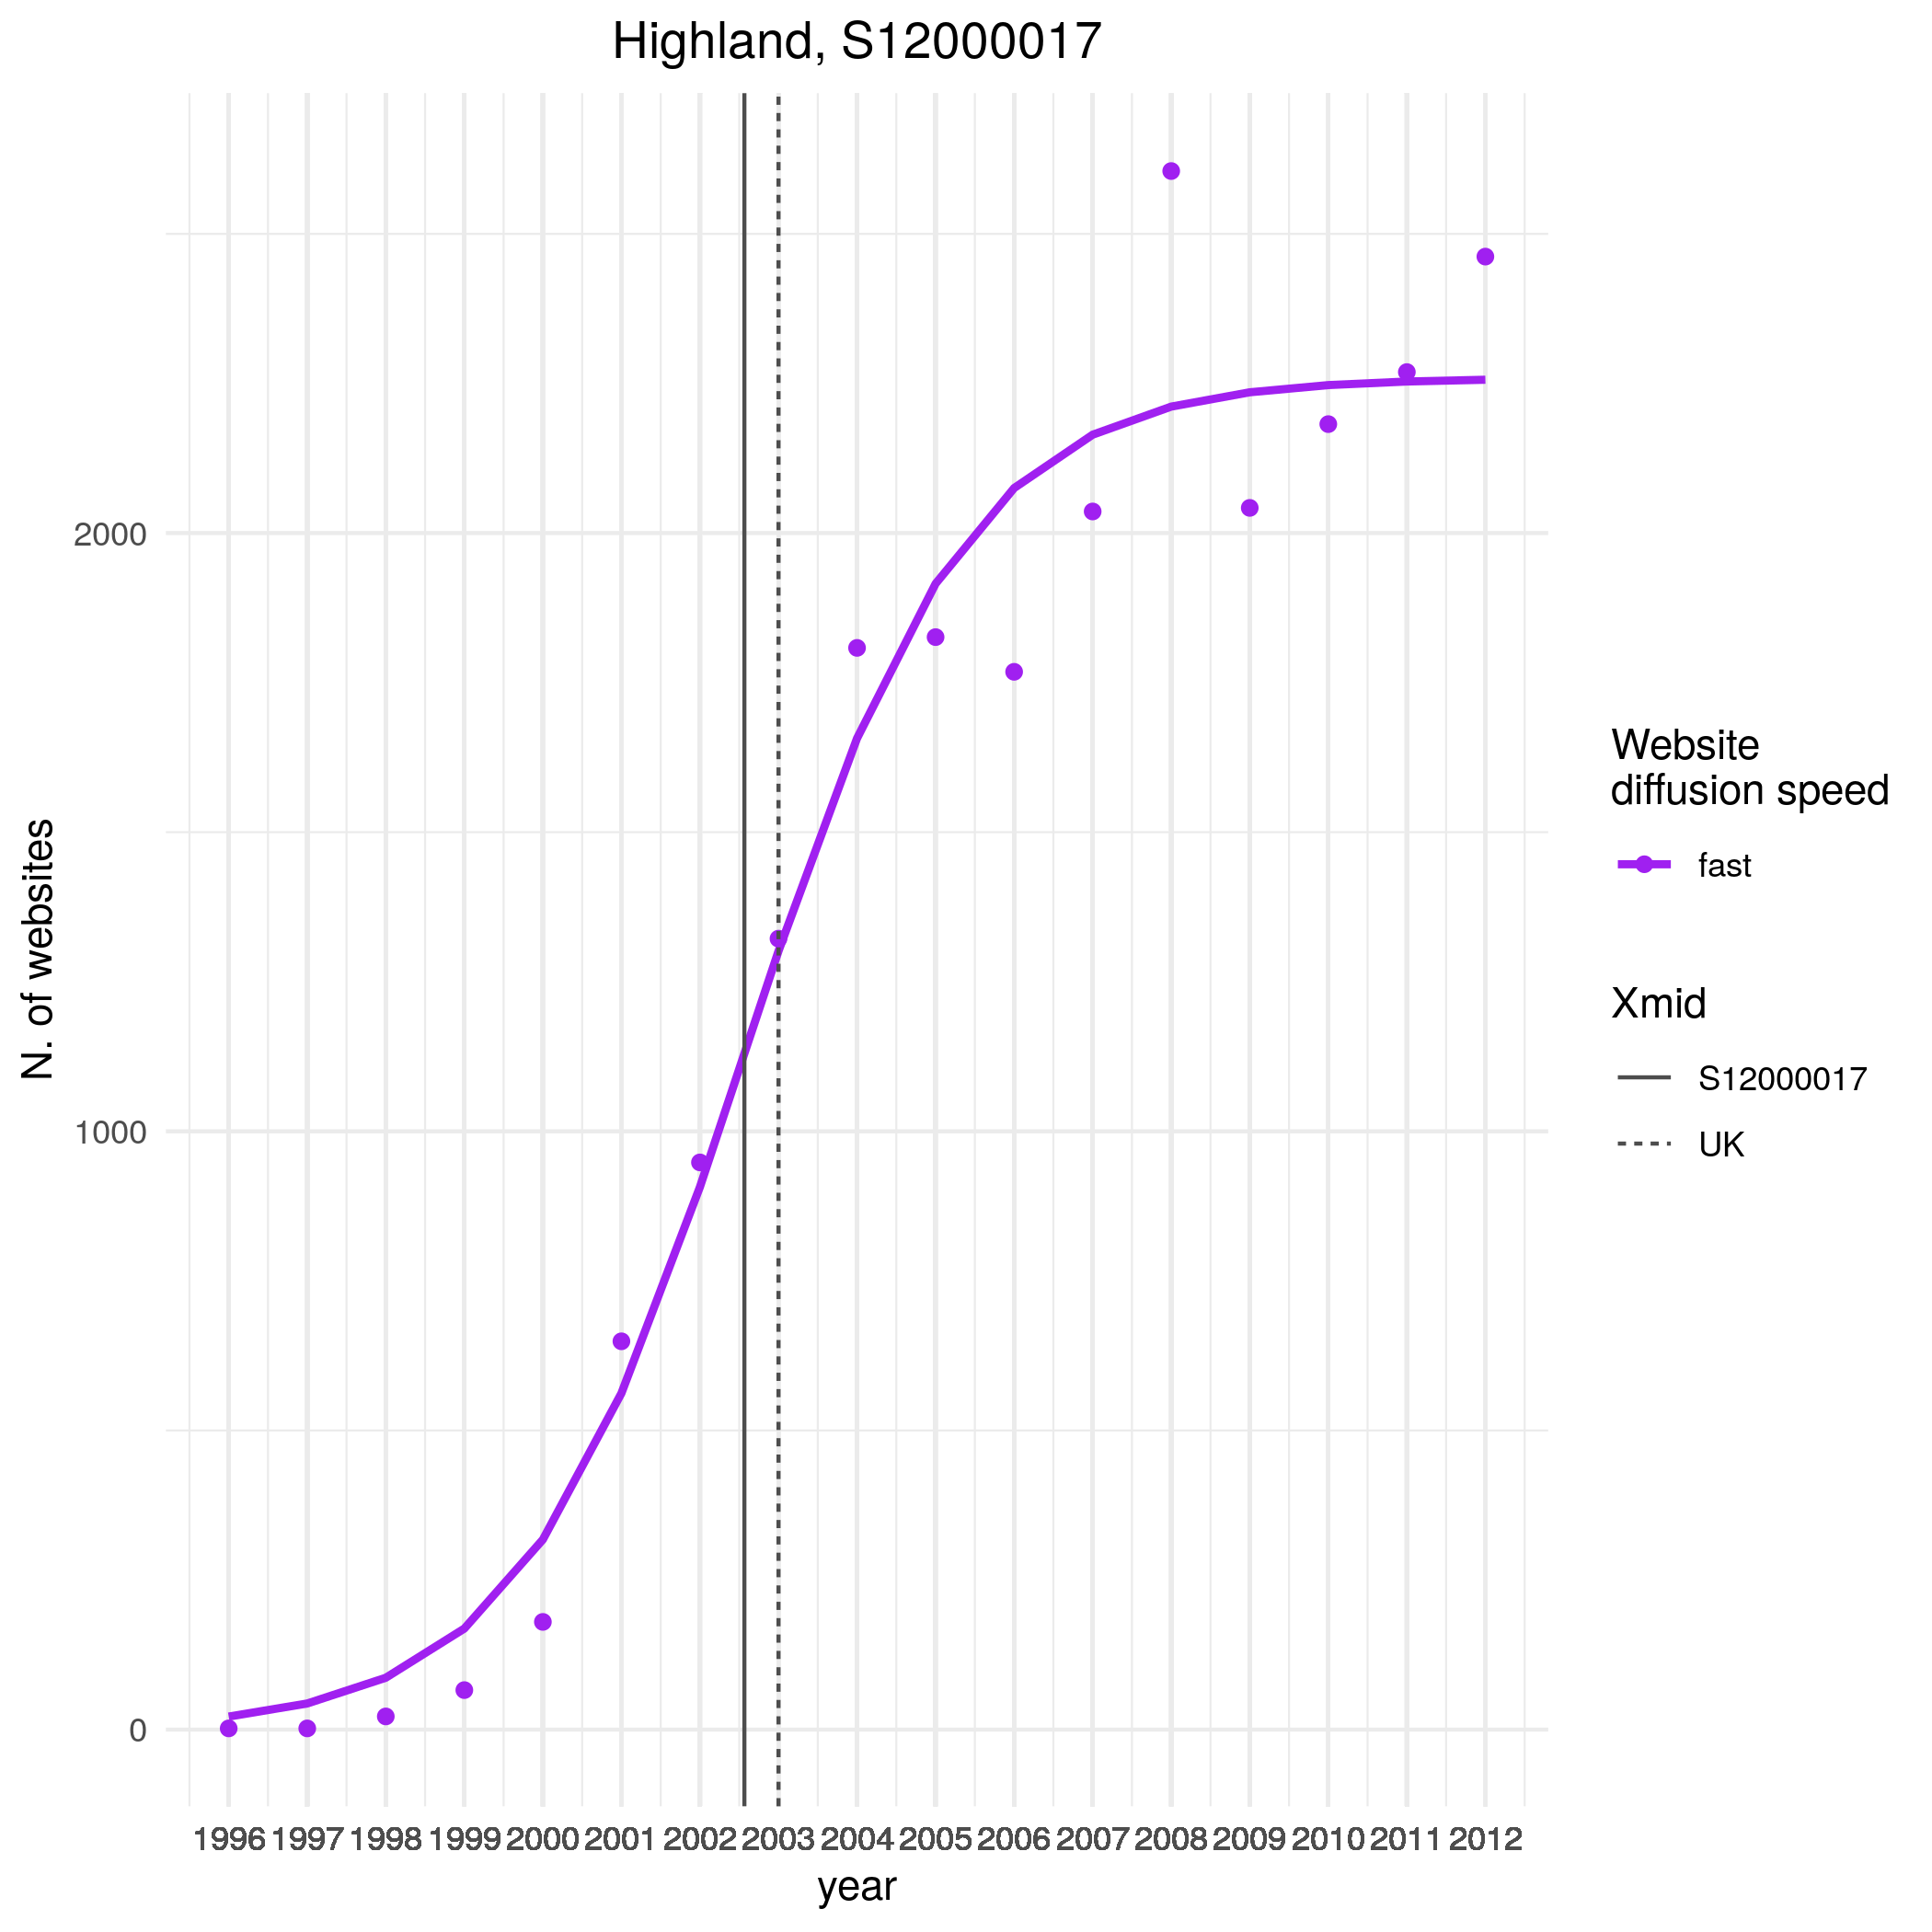 Highland, S12000017
N. of websites
2000
1000
0
1996 1997 1998 1999 2000 2001 2002 2003 2004 2005 2006 2007 2008 2009 2010 2011 2012
year
Website
diffusion speed
fast
Xmid
S12000017
UK